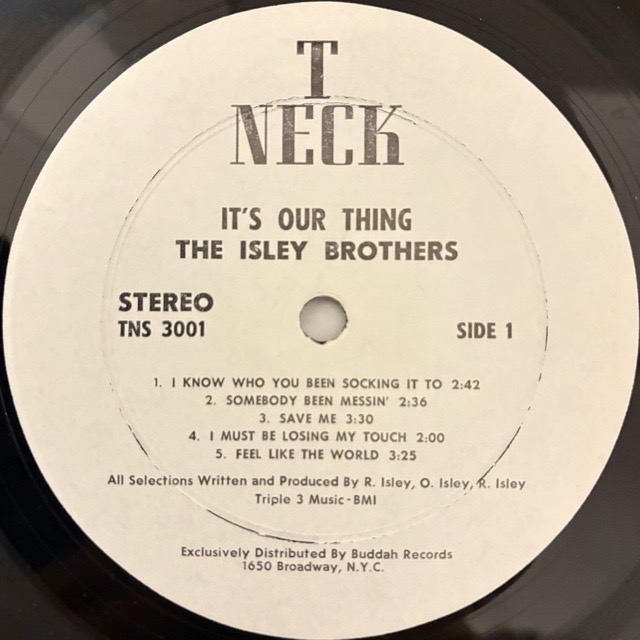 T
NECK
IT'S OUR THING
THE ISLEY BROTHERS
STEREO
TNS 3001
SIDE 1
1. I KNOW WHO YOU BEEN SOCKING IT TO 2:42
2. SOMEBODY BEEN MESSIN' 2:36
3. SAVE ME 3:30
4. I MUST BE LOSING MY TOUCH 2:00
5. FEEL LIKE THE WORLD 3:25
All Selections Written and Produced By R. Isley, O. Isley, R. Isley
Triple 3 Music - BMI
Exclusively Distributed By Buddah Records
1650 Broadway, N.Y.C.